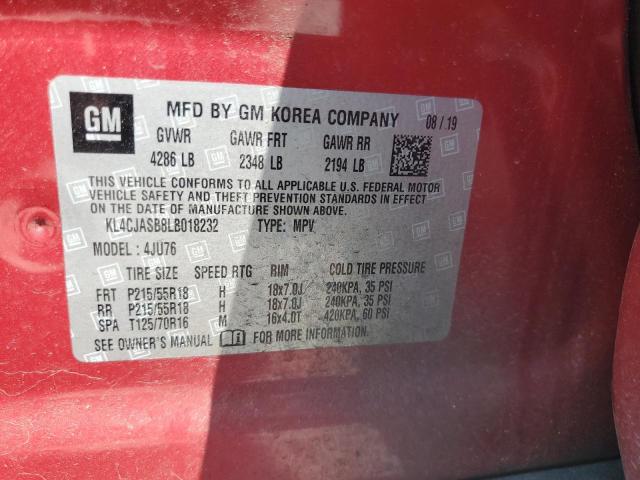 GM MFD BY GM KOREA COMPANY 08 / 19
GVWR GAWR FRT GAWR RR
4286 LB 2348 LB 2194 LB
THIS VEHICLE CONFORMS TO ALL APPLICABLE U.S. FEDERAL MOTOR
VEHICLE SAFETY AND THEFT PREVENTION STANDARDS IN EFFECT
ON THE DATE OF MANUFACTURE SHOWN ABOVE.
KL4CJASB8LB018232 TYPE: MPV
MODEL : 4JU76
TIRE SIZE SPEED RTG RIM COLD TIRE PRESSURE
FRT P215/55R18 H 18x7.0J 240KPA, 35 PSI
RR P215/55R18 H 18x7.0J 240KPA, 35 PSI
SPA T125/70R16 M 16x4.0T 420KPA, 60 PSI
SEE OWNER'S MANUAL FOR MORE INFORMATION.